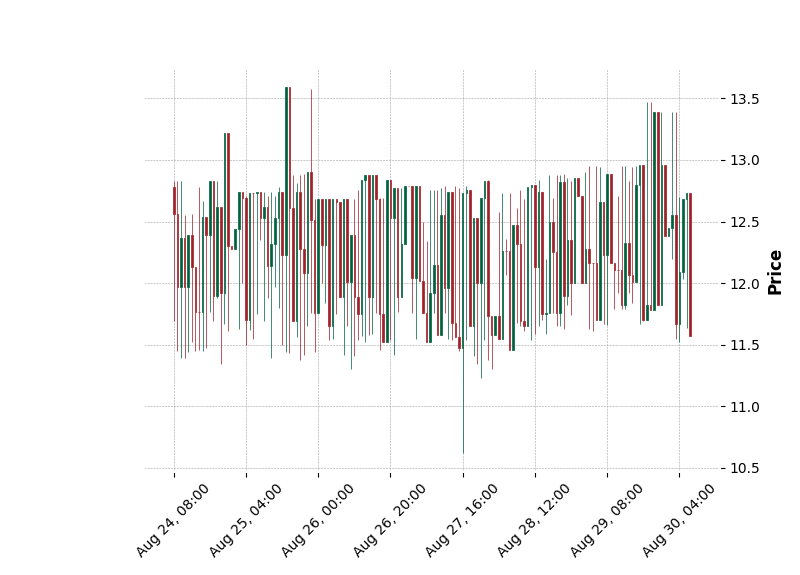 13.5
13.0
12.5
12.0
11.5
11.0
10.5
Price
Aug 24, 08:00
Aug 25, 04:00
Aug 26, 00:00
Aug 26, 20:00
Aug 27, 16:00
Aug 28, 12:00
Aug 29, 08:00
Aug 30, 04:00